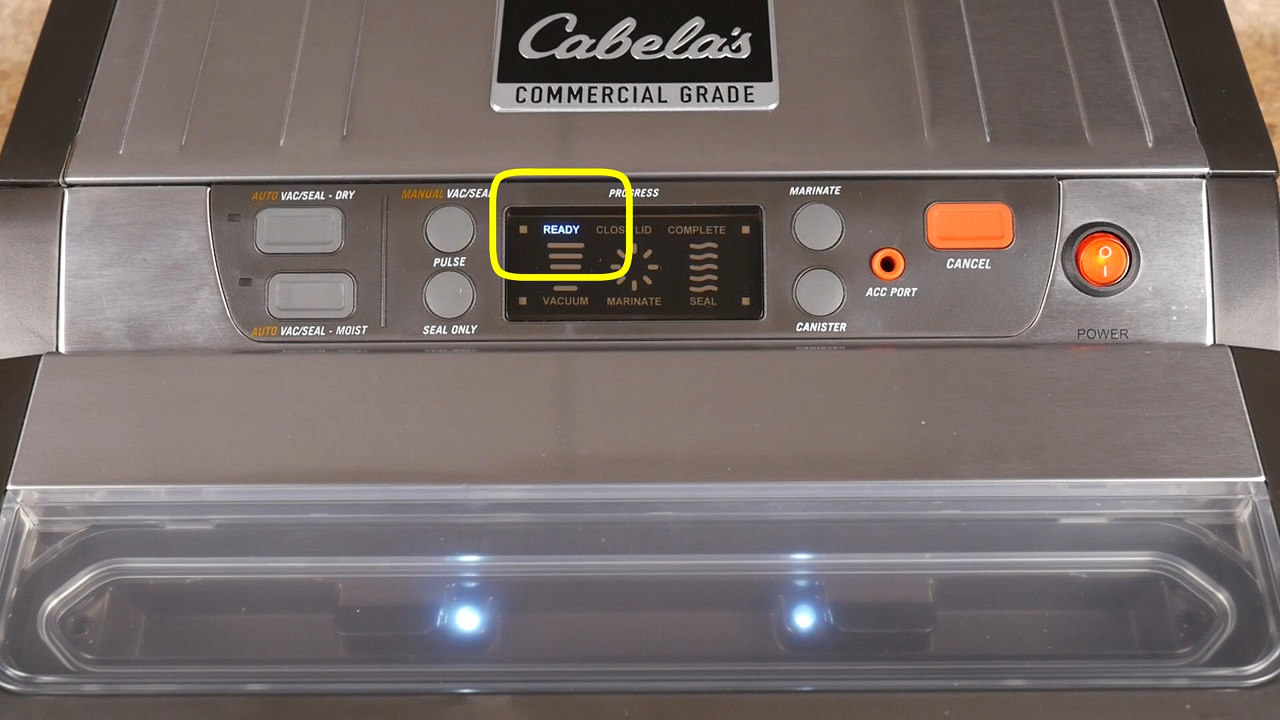 Cabela's
COMMERCIAL GRADE
AUTO VAC/SEAL - DRY
MANUAL VAC/SEAL
PROGRESS
MARINATE
READY
CLOSE LID
COMPLETE
PULSE
CANCEL
ACC PORT
VACUUM
MARINATE
SEAL
AUTO VAC/SEAL - MOIST
SEAL ONLY
CANISTER
POWER